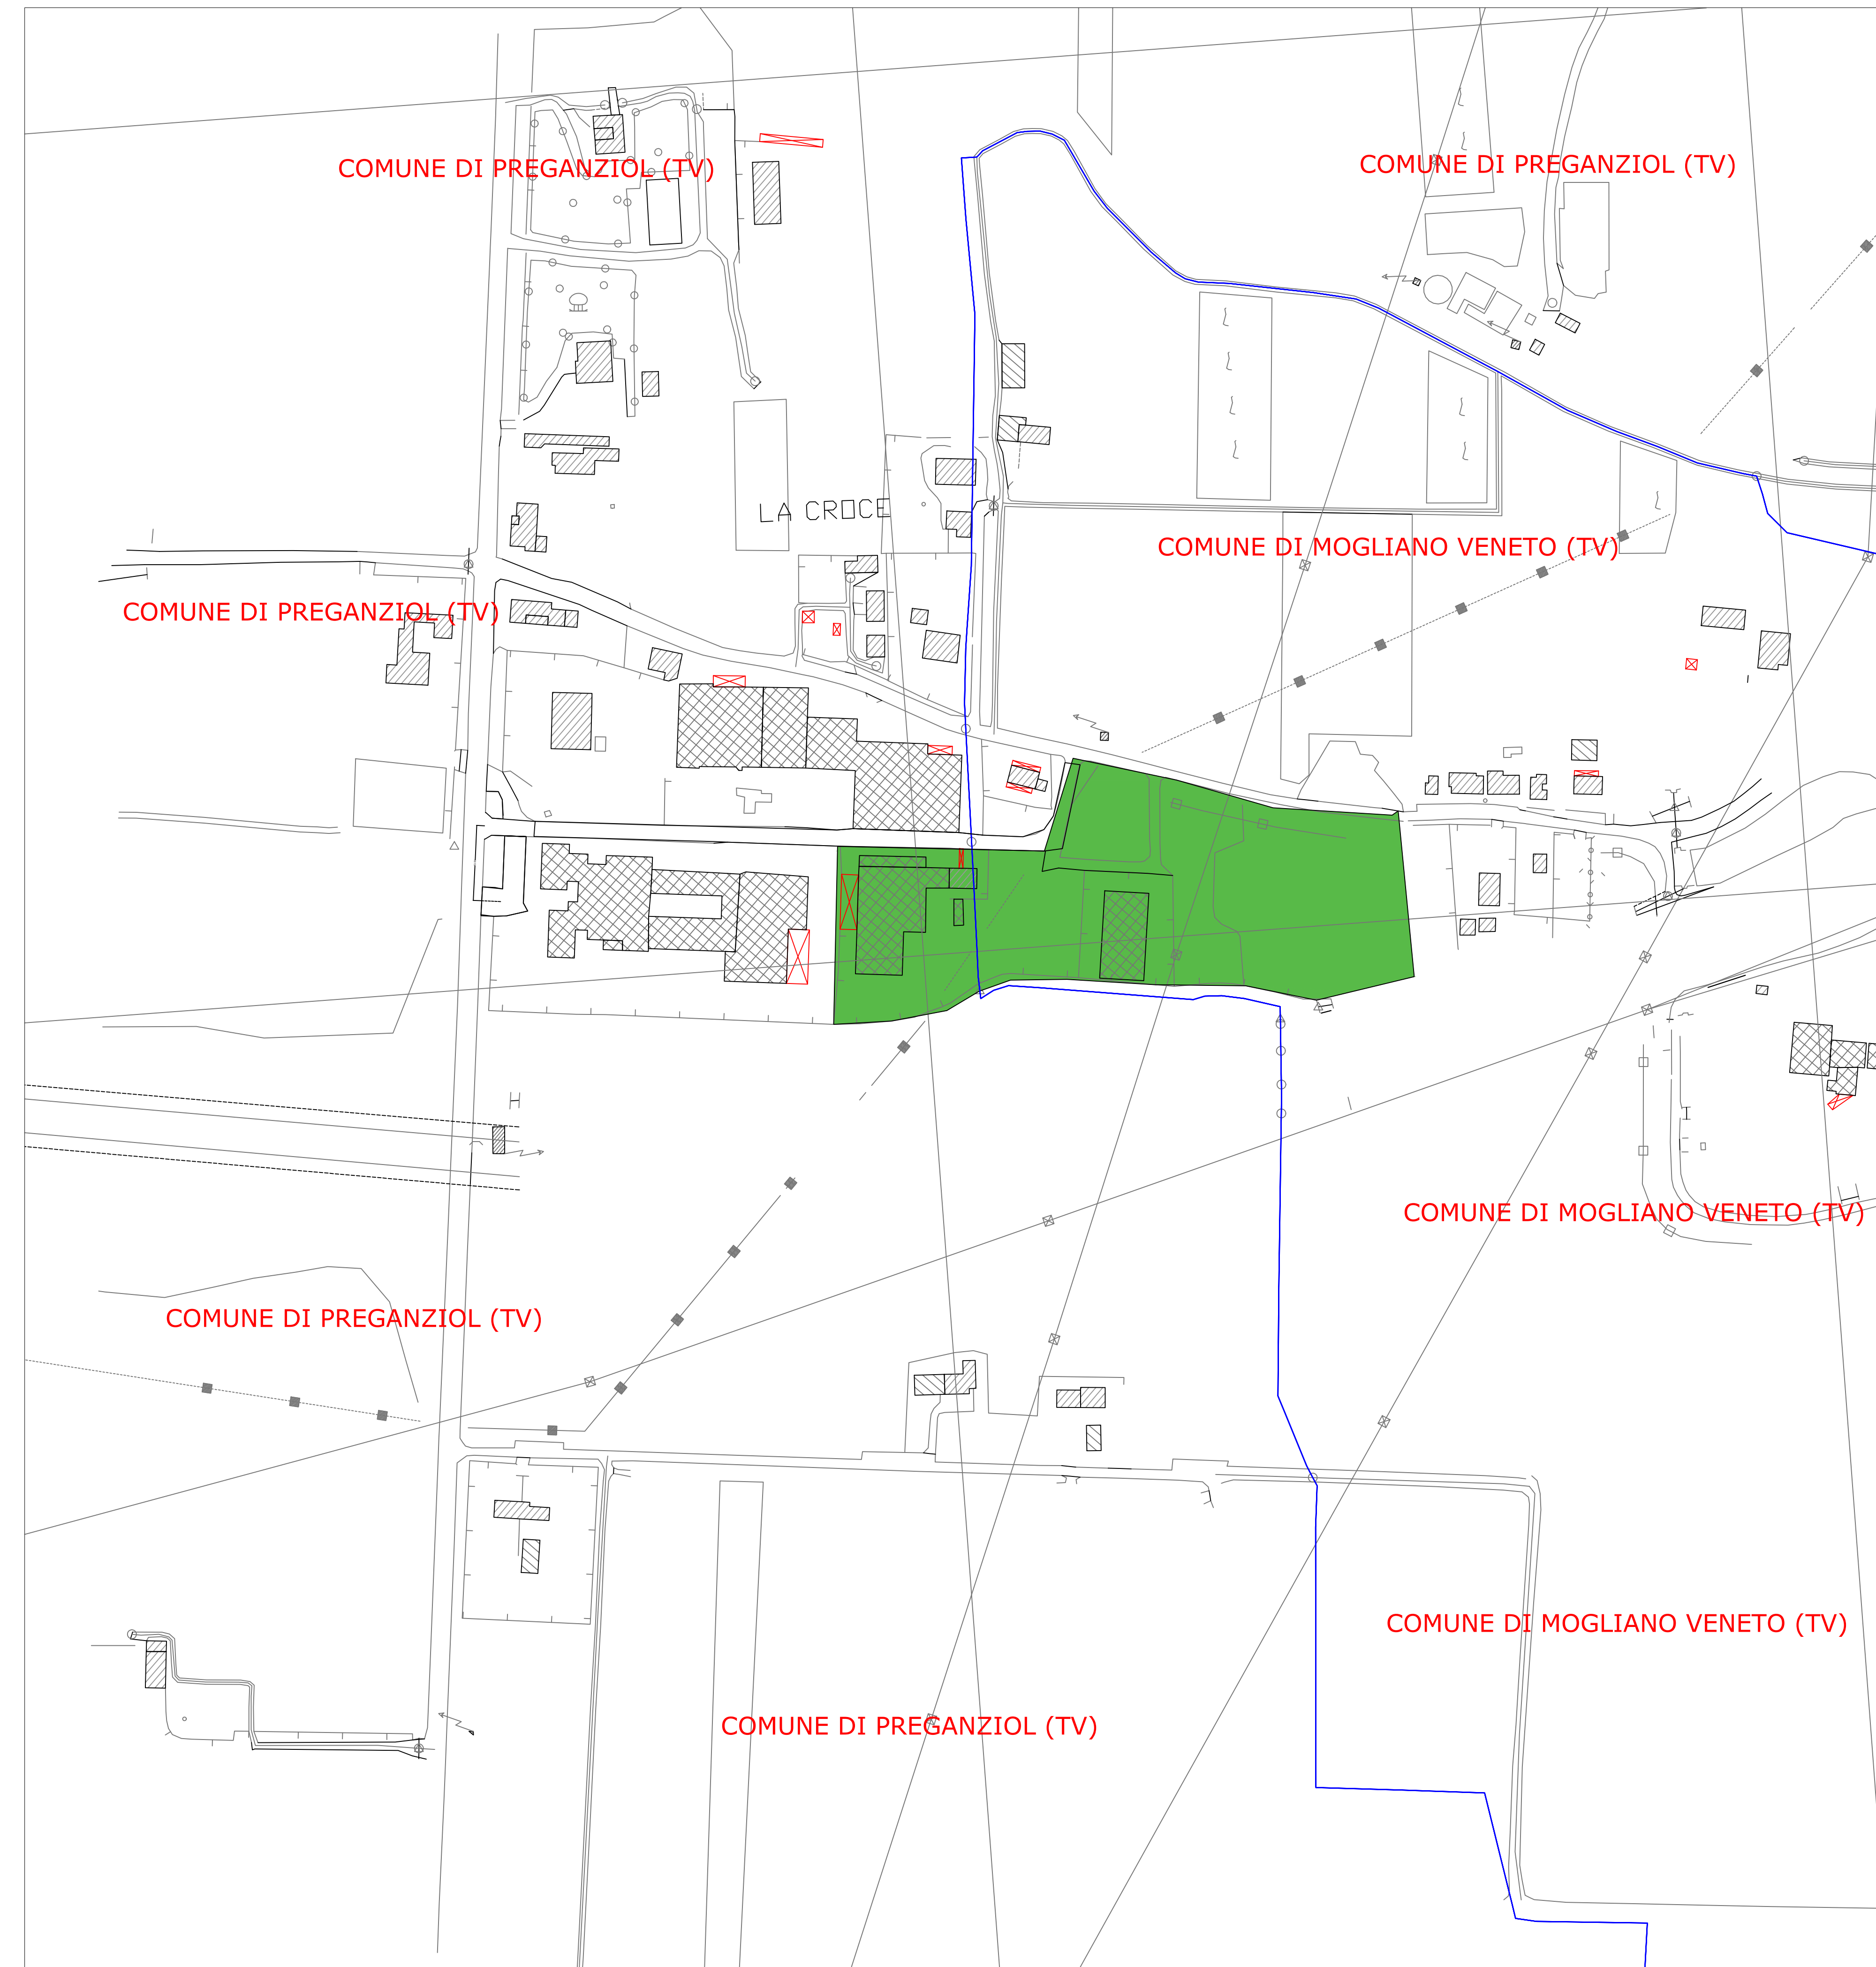 COMUNE DI PREGANZIOL (TV)
COMUNE DI PREGANZIOL (TV)
LA CROCE
COMUNE DI MOGLIANO VENETO (TV)
COMUNE DI PREGANZIOL (TV)
COMUNE DI MOGLIANO VENETO (TV)
COMUNE DI PREGANZIOL (TV)
COMUNE DI MOGLIANO VENETO (TV)
COMUNE DI PREGANZIOL (TV)